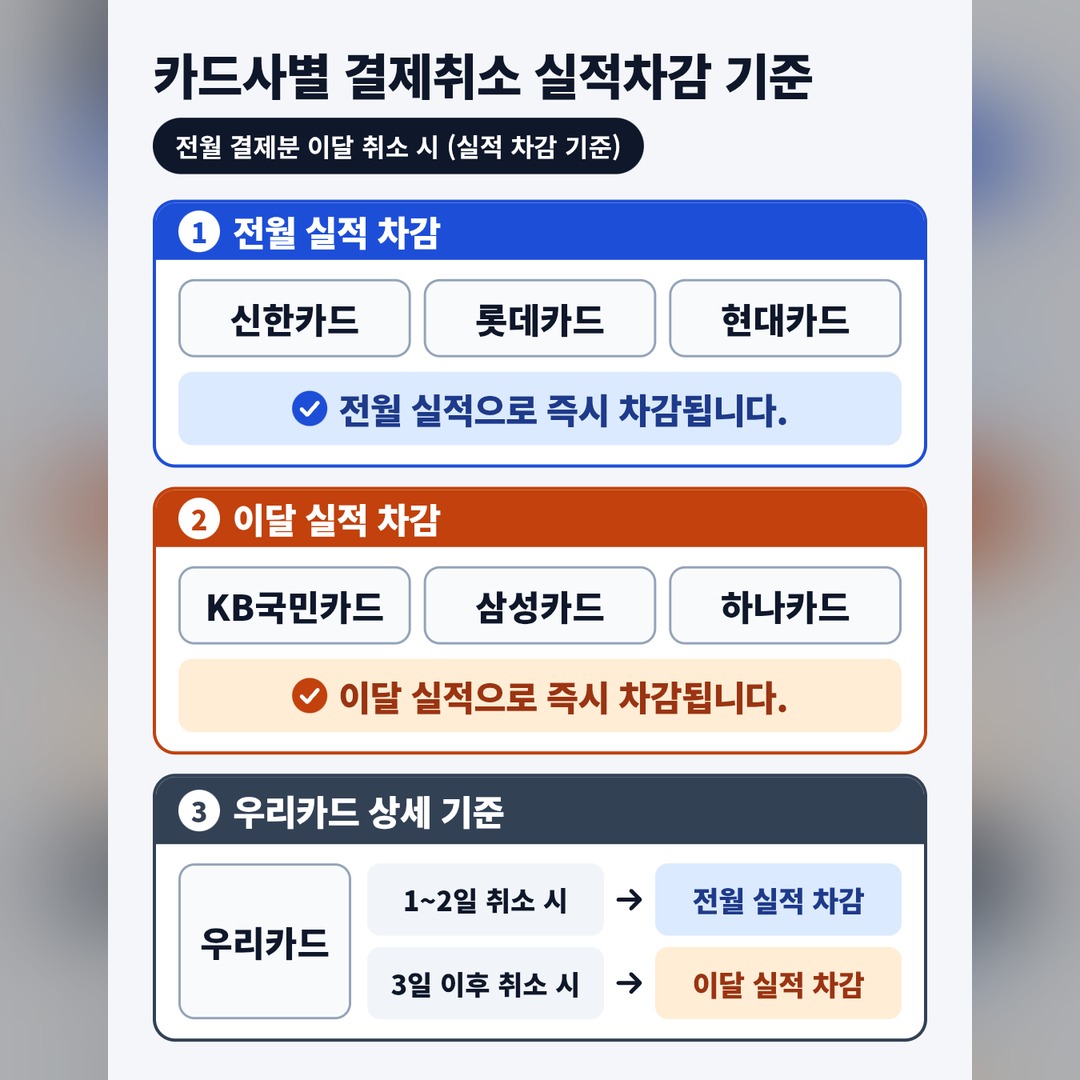 카드사별 결제취소 실적차감 기준
전월 결제분 이달 취소 시 (실적 차감 기준)
1 전월 실적 차감
신한카드 롯데카드 현대카드
전월 실적으로 즉시 차감됩니다.
2 이달 실적 차감
KB국민카드 삼성카드 하나카드
이달 실적으로 즉시 차감됩니다.
3 우리카드 상세 기준
우리카드
1~2일 취소 시 → 전월 실적 차감
3일 이후 취소 시 → 이달 실적 차감